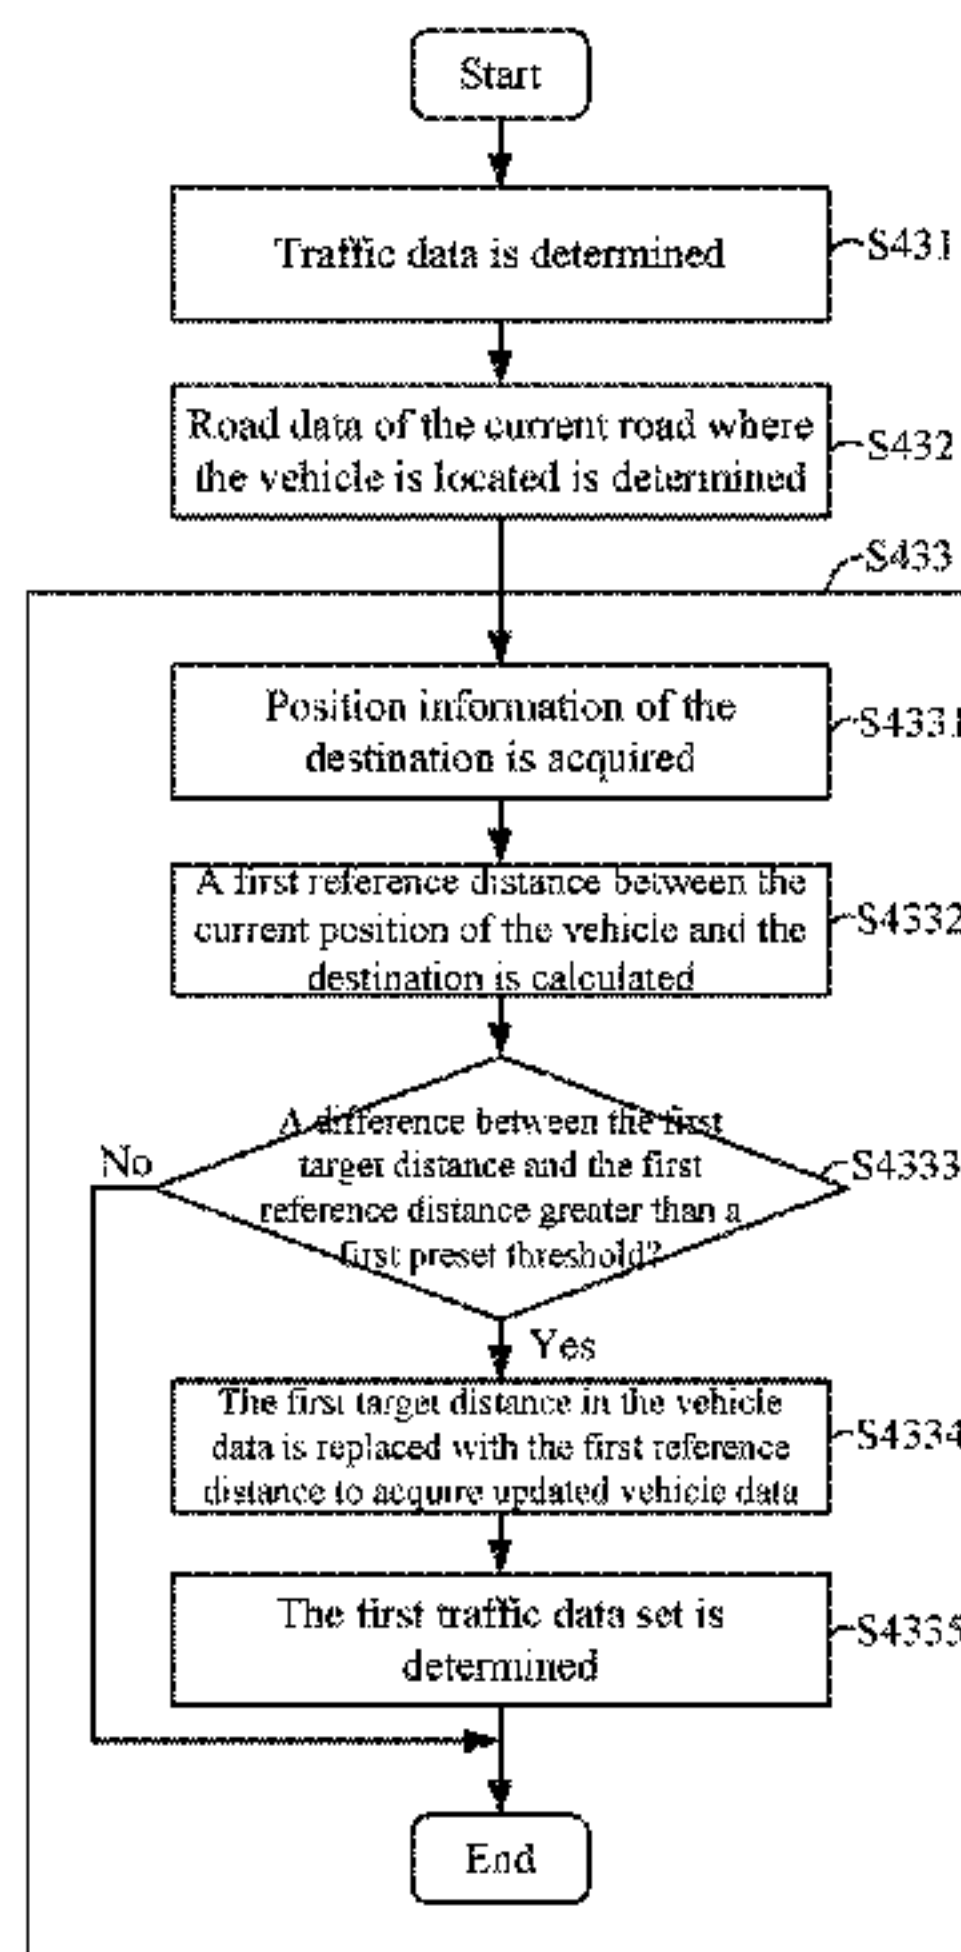 Start
Traffic data is determined
S431
Road data of the current road where
the vehicle is located is determined
S432
S433
Position information of the
destination is acquired
S4331
A first reference distance between the
current position of the vehicle and the
destination is calculated
S4332
A difference between the first
target distance and the first
reference distance greater than a
first preset threshold?
S4333
No
Yes
The first target distance in the vehicle
data is replaced with the first reference
distance to acquire updated vehicle data
S4334
The first traffic data set is
determined
S4335
End